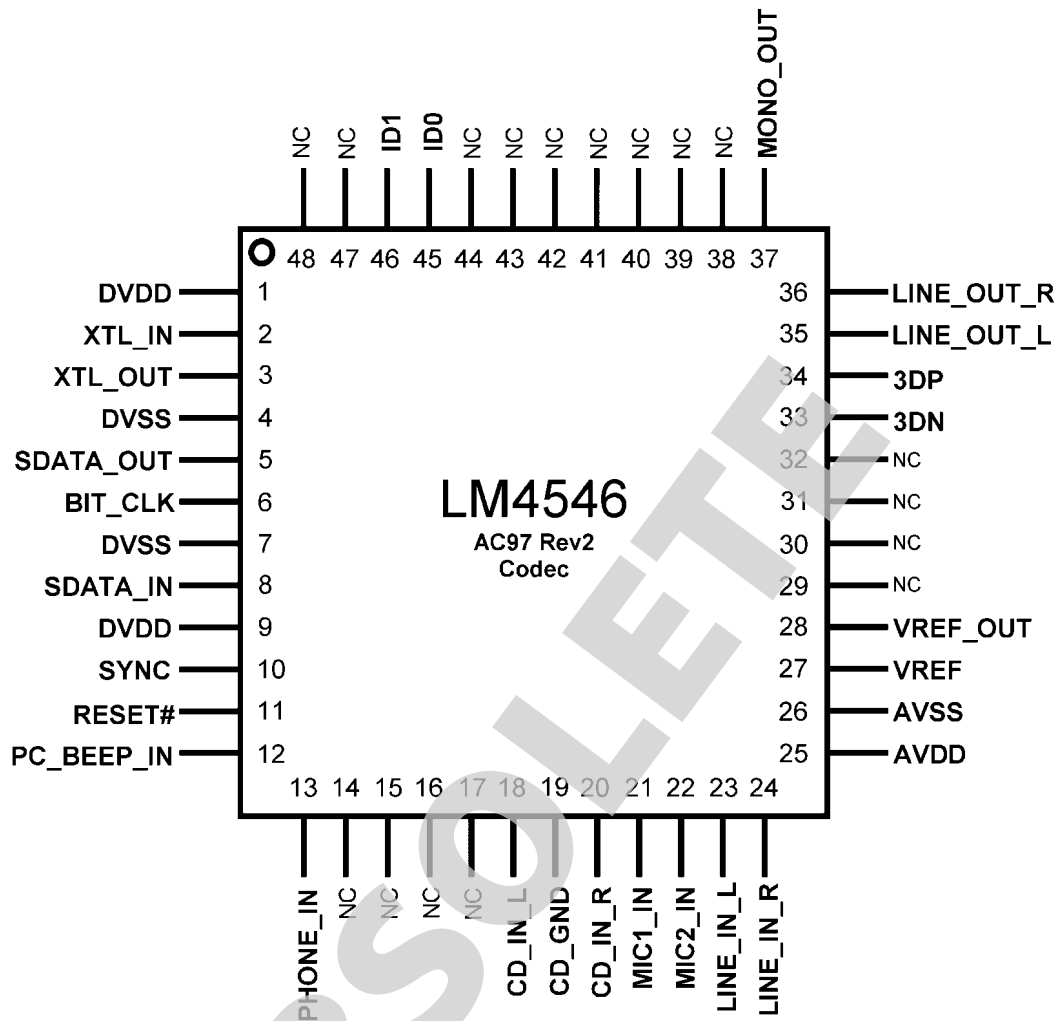 MONO_OUT
NC
NC
ID1
ID0
NC
NC
NC
NC
NC
NC
NC
48 47 46 45 44 43 42 41 40 39 38 37
DVDD 1 36 LINE_OUT_R
XTL_IN 2 35 LINE_OUT_L
XTL_OUT 3 34 3DP
DVSS 4 33 3DN
SDATA_OUT 5 32 NC
BIT_CLK 6 31 NC
DVSS 7 30 NC
SDATA_IN 8 29 NC
DVDD 9 28 VREF_OUT
SYNC 10 27 VREF
RESET# 11 26 AVSS
PC_BEEP_IN 12 25 AVDD
LM4546
AC97 Rev2
Codec
13 14 15 16 17 18 19 20 21 22 23 24
PHONE_IN
NC
NC
NC
NC
CD_IN_L
CD_GND
CD_IN_R
MIC1_IN
MIC2_IN
LINE_IN_L
LINE_IN_R